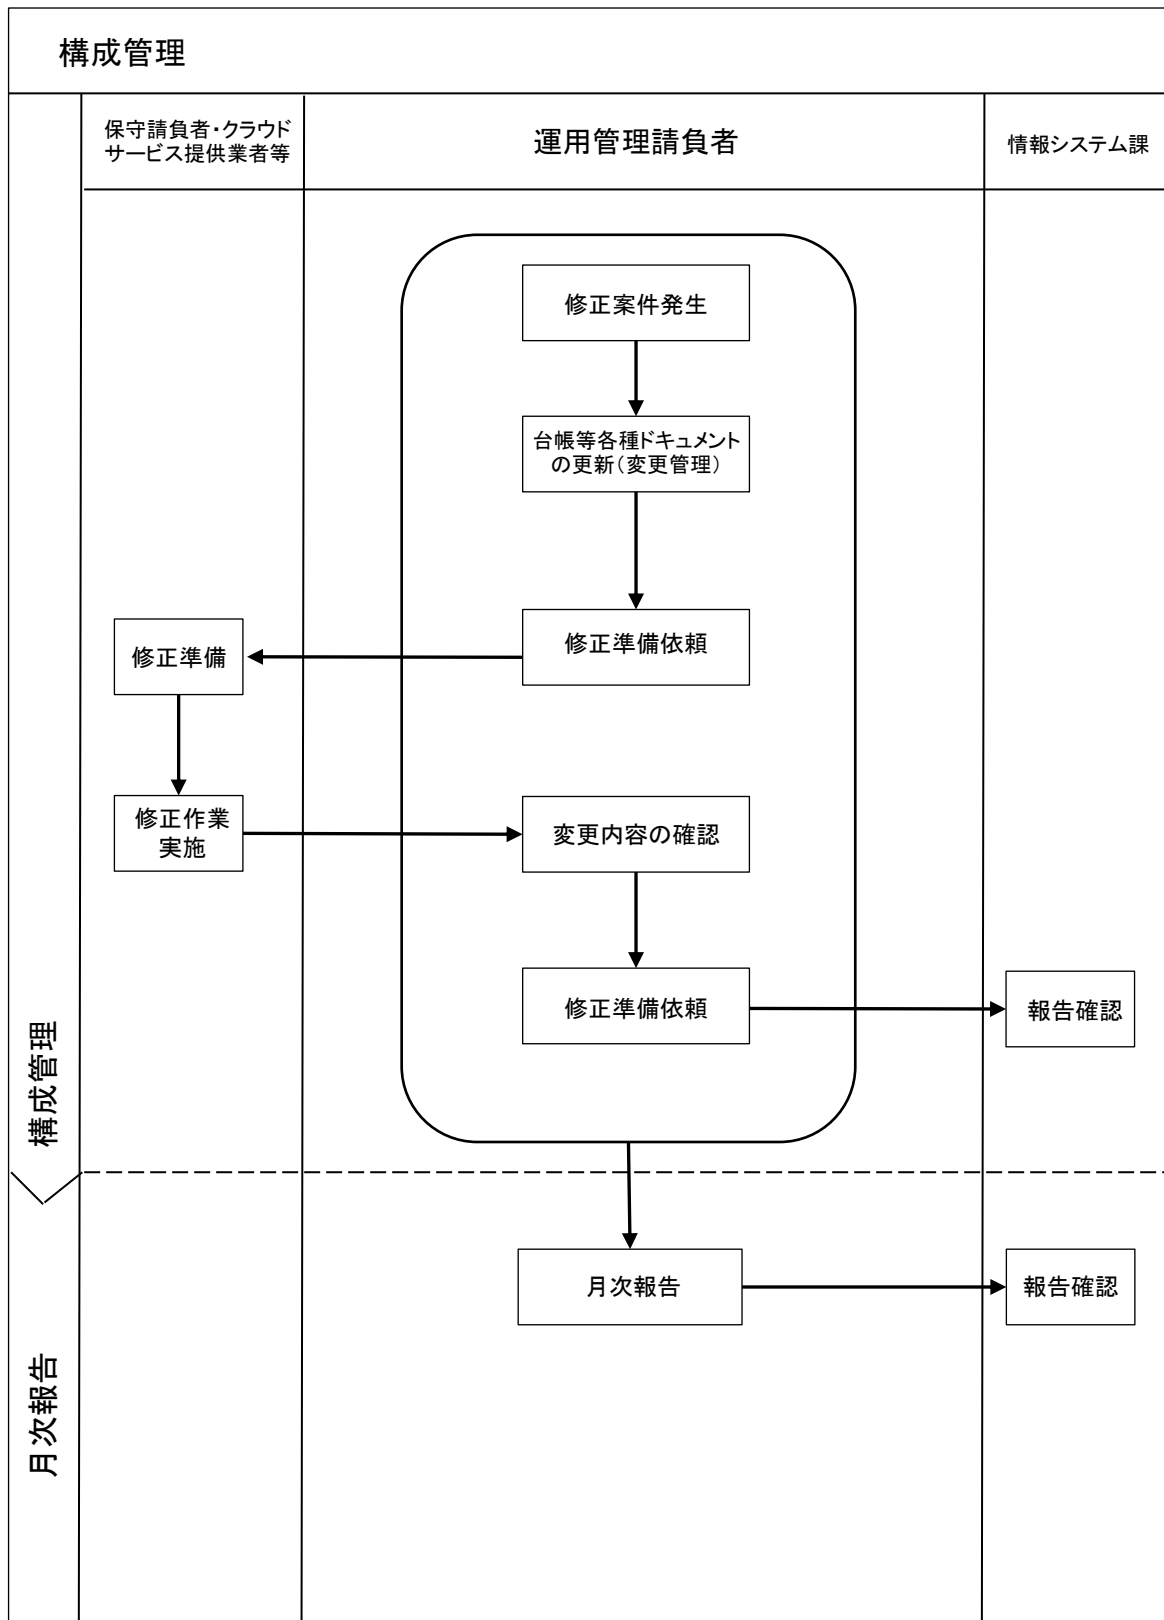 構成管理
保守請負者・クラウド
サービス提供業者等
運用管理請負者
情報システム課
修正案件発生
台帳等各種ドキュメント
の更新（変更管理）
修正準備依頼
修正準備
修正作業
実施
変更内容の確認
修正準備依頼
報告確認
構成管理
月次報告
報告確認
月次報告